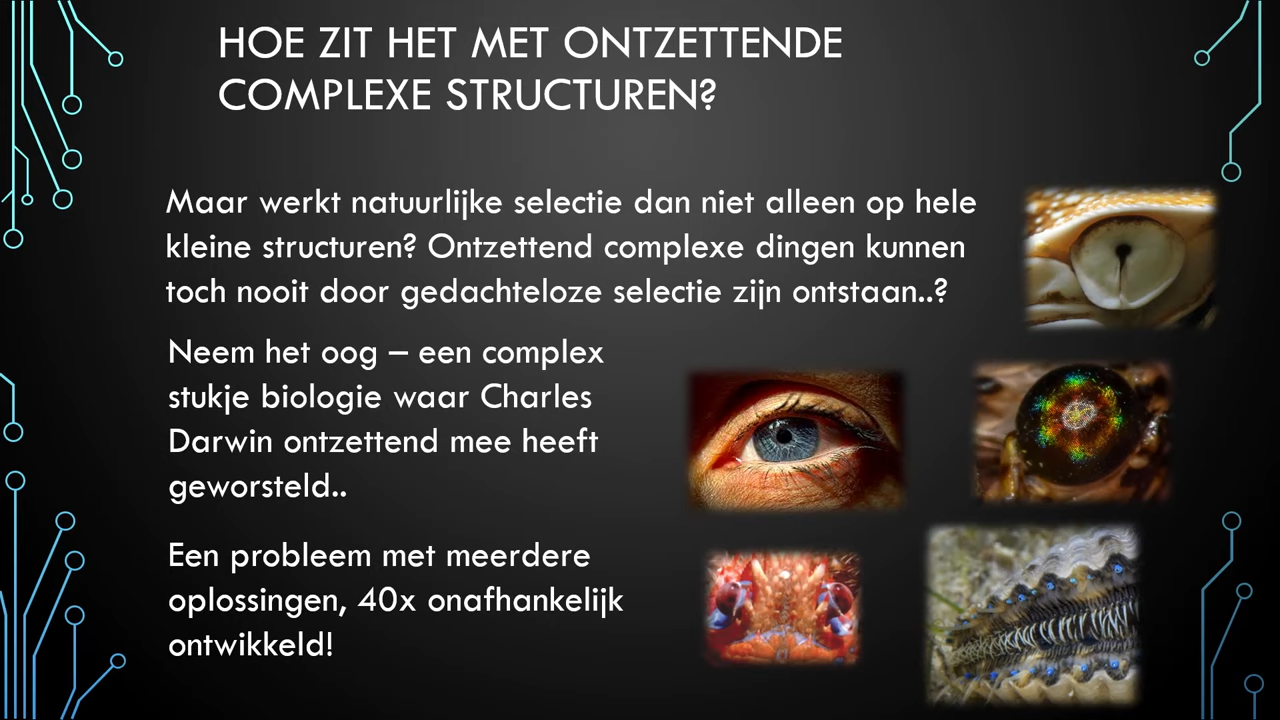 HOE ZIT HET MET ONTZETTENDE
COMPLEXE STRUCTUREN?
Maar werkt natuurlijke selectie dan niet alleen op hele
kleine structuren? Ontzettend complexe dingen kunnen
toch nooit door gedachteloze selectie zijn ontstaan..?
Neem het oog – een complex
stukje biologie waar Charles
Darwin ontzettend mee heeft
geworsteld..
Een probleem met meerdere
oplossingen, 40x onafhankelijk
ontwikkeld!